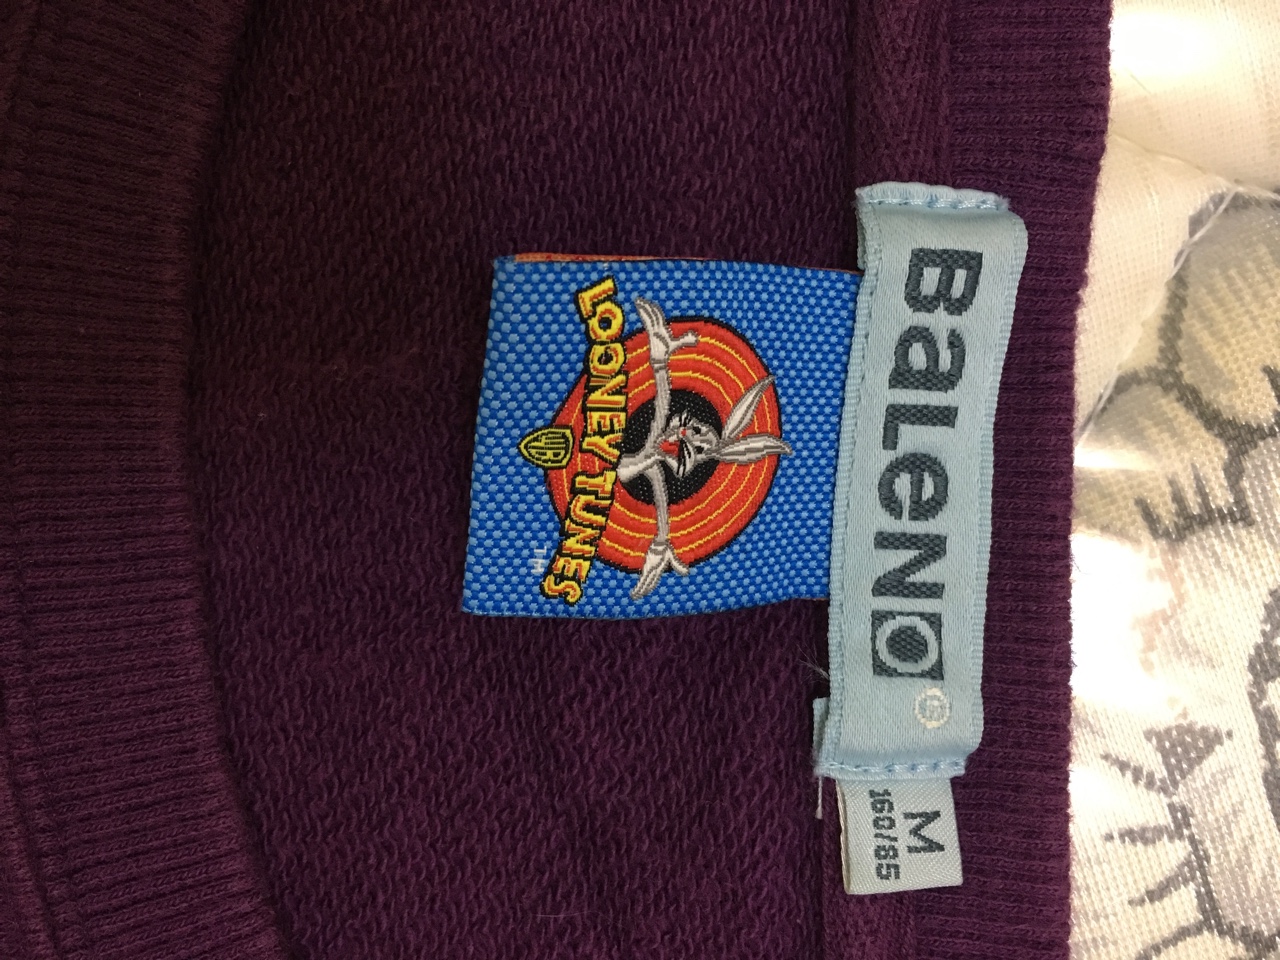 BaLeNO®
M
160/85
LOONEY TUNES
WB
TM